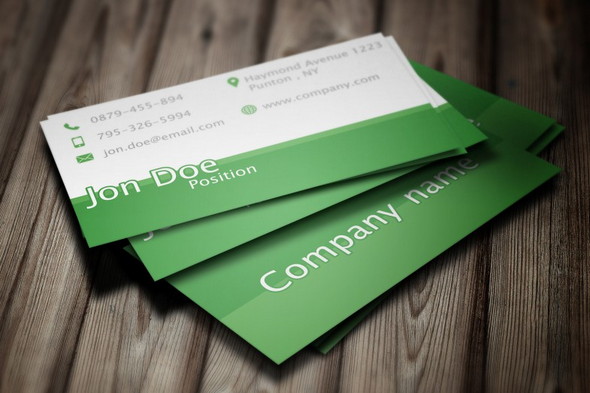 0879-455-894
795-326-5994
jon.doe@email.com
Haymond Avenue 1223
Punton . NY
www.company.com
Jon Doe
Position
J
Company name